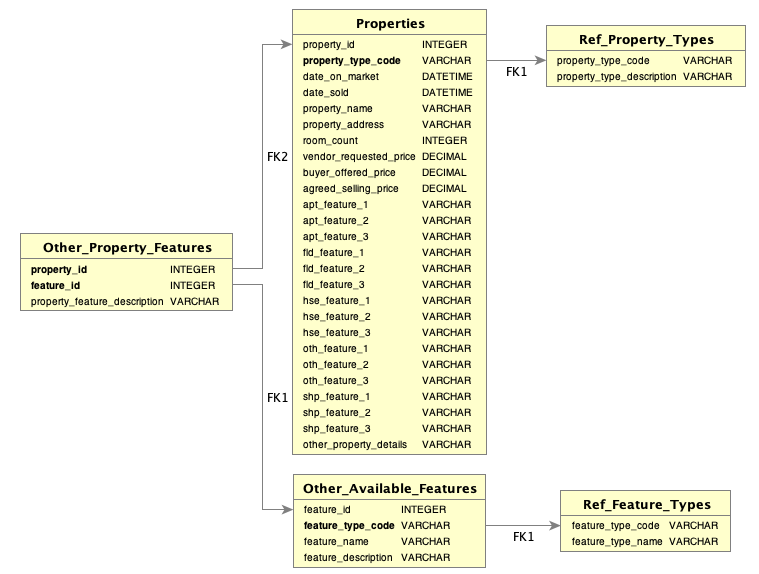 Properties
property_id INTEGER
property_type_code VARCHAR
date_on_market DATETIME
date_sold DATETIME
property_name VARCHAR
property_address VARCHAR
room_count INTEGER
vendor_requested_price DECIMAL
buyer_offered_price DECIMAL
agreed_selling_price DECIMAL
apt_feature_1 VARCHAR
apt_feature_2 VARCHAR
apt_feature_3 VARCHAR
fld_feature_1 VARCHAR
fld_feature_2 VARCHAR
fld_feature_3 VARCHAR
hse_feature_1 VARCHAR
hse_feature_2 VARCHAR
hse_feature_3 VARCHAR
oth_feature_1 VARCHAR
oth_feature_2 VARCHAR
oth_feature_3 VARCHAR
shp_feature_1 VARCHAR
shp_feature_2 VARCHAR
shp_feature_3 VARCHAR
other_property_details VARCHAR
FK1
Ref_Property_Types
property_type_code VARCHAR
property_type_description VARCHAR
FK2
Other_Property_Features
property_id INTEGER
feature_id INTEGER
property_feature_description VARCHAR
FK1
Other_Available_Features
feature_id INTEGER
feature_type_code VARCHAR
feature_name VARCHAR
feature_description VARCHAR
FK1
Ref_Feature_Types
feature_type_code VARCHAR
feature_type_name VARCHAR